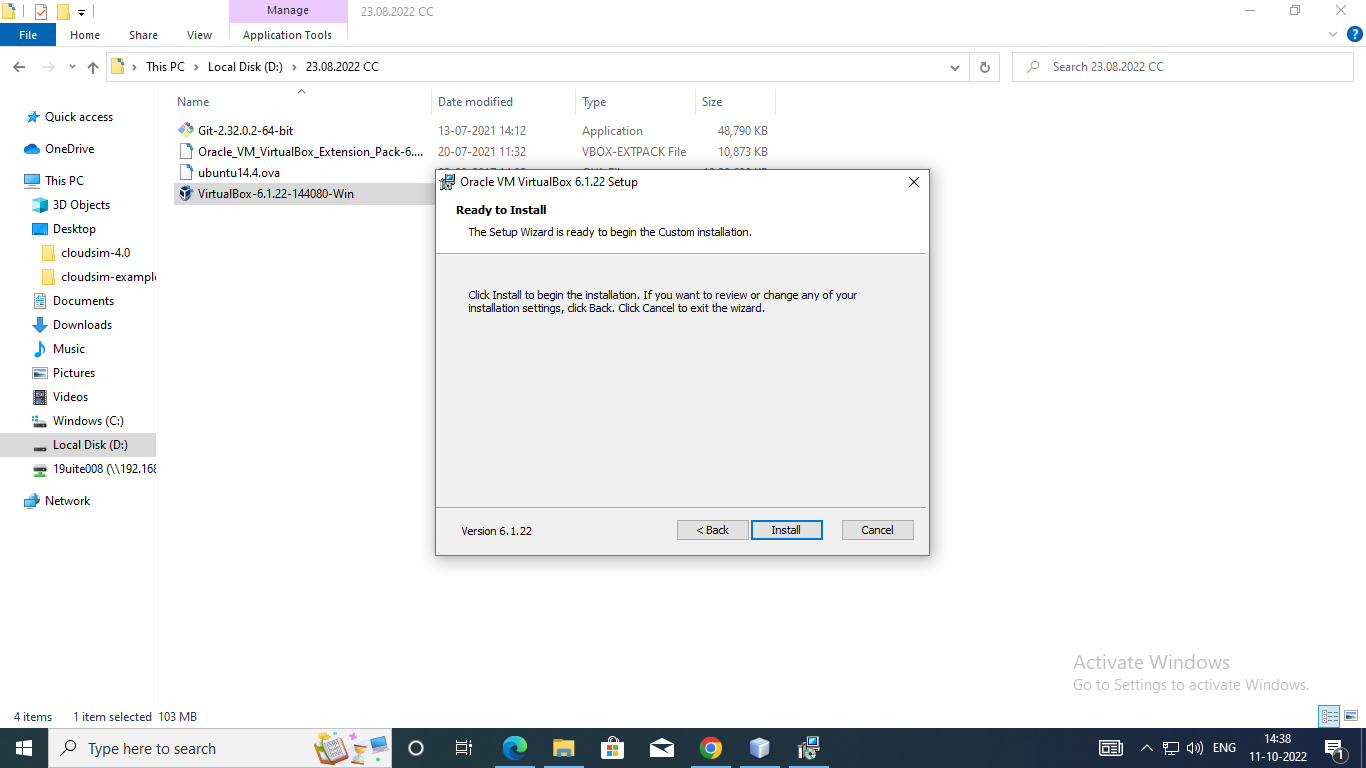 Manage
23.08.2022 CC
File
Home
Share
View
Application Tools
?
This PC
Local Disk (D:)
23.08.2022 CC
Search 23.08.2022 CC
Quick access
OneDrive
This PC
3D Objects
Desktop
cloudsim-4.0
cloudsim-example
Documents
Downloads
Music
Pictures
Videos
Windows (C:)
Local Disk (D:)
19uite008 (\\192.168
Network
Name
Date modified
Type
Size
Git-2.32.0.2-64-bit
13-07-2021 14:12
Application
48,790 KB
Oracle_VM_VirtualBox_Extension_Pack-6....
20-07-2021 11:32
VBOX-EXTPACK File
10,873 KB
ubuntu14.4.ova
VirtualBox-6.1.22-144080-Win
Oracle VM VirtualBox 6.1.22 Setup
Ready to Install
The Setup Wizard is ready to begin the Custom installation.
Click Install to begin the installation. If you want to review or change any of your
installation settings, click Back. Click Cancel to exit the wizard.
Version 6.1.22
< Back
Install
Cancel
Activate Windows
Go to Settings to activate Windows.
4 items
1 item selected 103 MB
Type here to search
ENG
14:38
11-10-2022
1